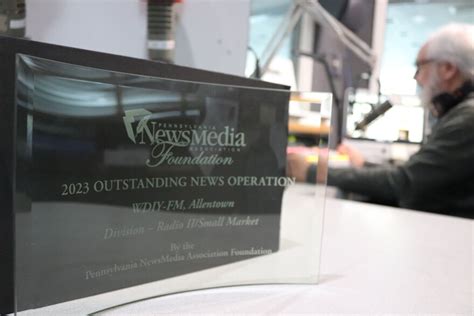 PENNSYLVANIA
NewsMedia
ASSOCIATION
Foundation
2023 OUTSTANDING NEWS OPERATION
WDIY-FM, Allentown
Division – Radio II/Small Market
By the
Pennsylvania NewsMedia Association Foundation